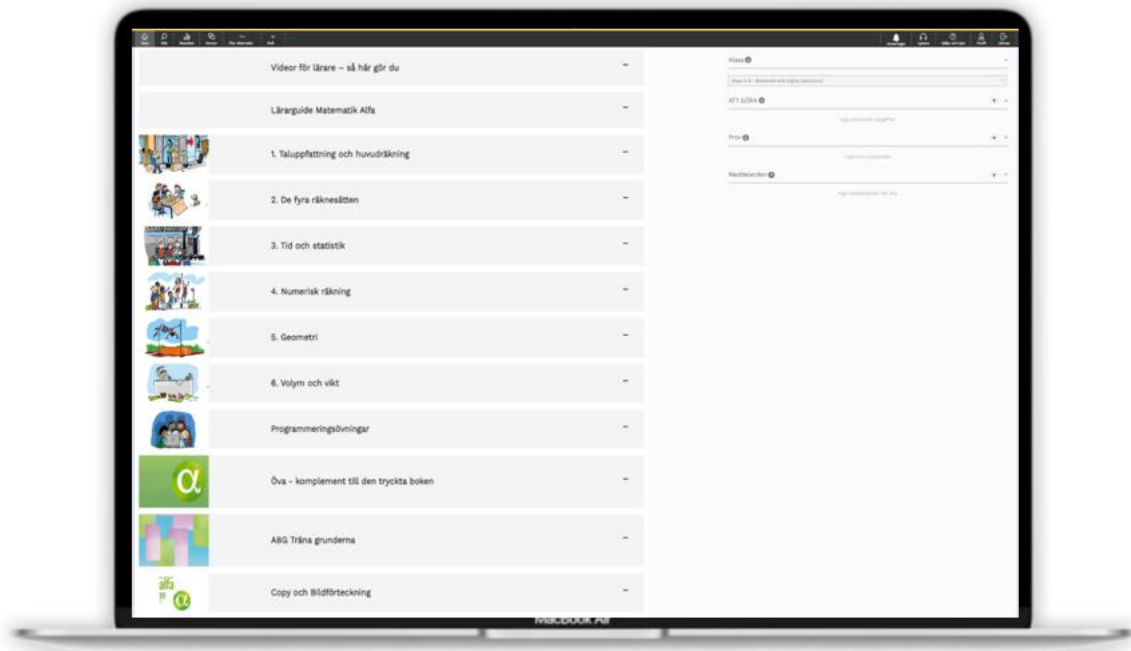 Videor för lärare – så här gör du
Lärarguide Matematik Alfa
1. Taluppfattning och huvudräkning
2. De fyra räknesätten
3. Tid och statistik
4. Numerisk räkning
5. Geometri
6. Volym och vikt
Programmeringsövningar
Öva - komplement till den tryckta boken
α
ABG Träna grunderna
Copy och Bildförteckning
alfa
α
Klass
ATT GÖRA
Prov
Meddelanden
MacBook Air